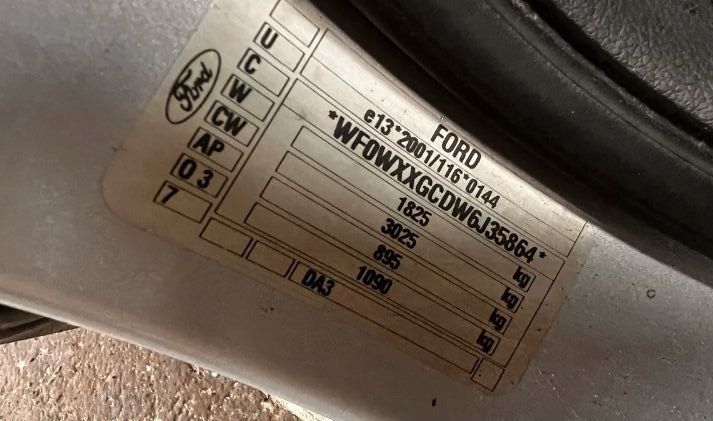 Ford
FORD
e13*2001/116*0144
*WF0WXXGCDW6J35864*
1825 kg
3025 kg
895 kg
1090 kg
DA3
U
C
W
CW
AP
0 3
7